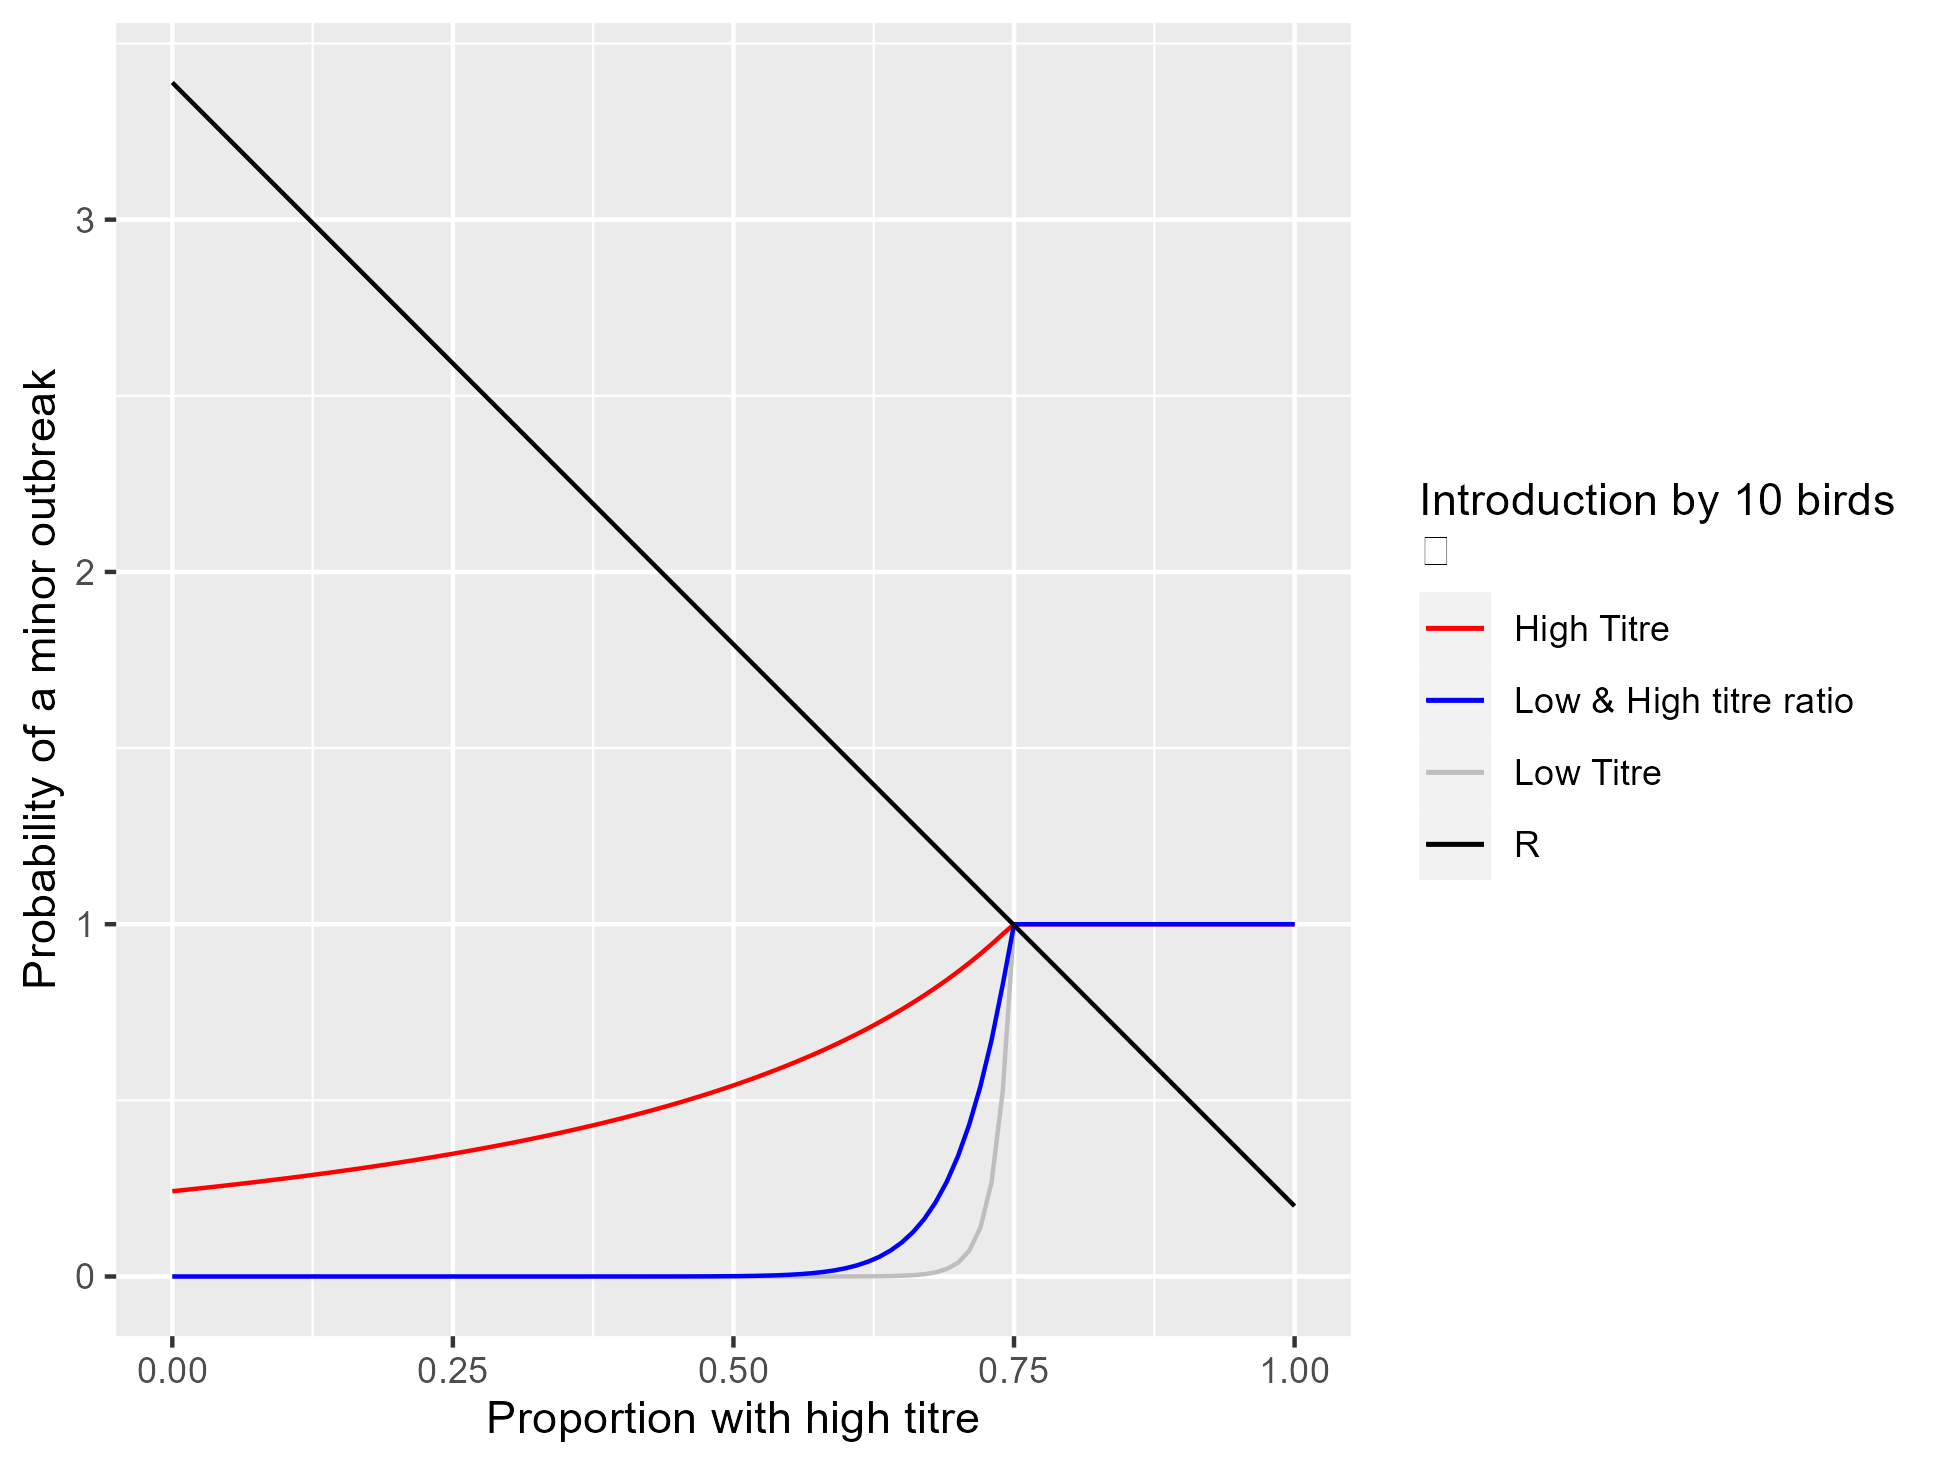 Probability of a minor outbreak
3
2
1
0
0.00 0.25 0.50 0.75 1.00
Proportion with high titre
Introduction by 10 birds
High Titre
Low & High titre ratio
Low Titre
R